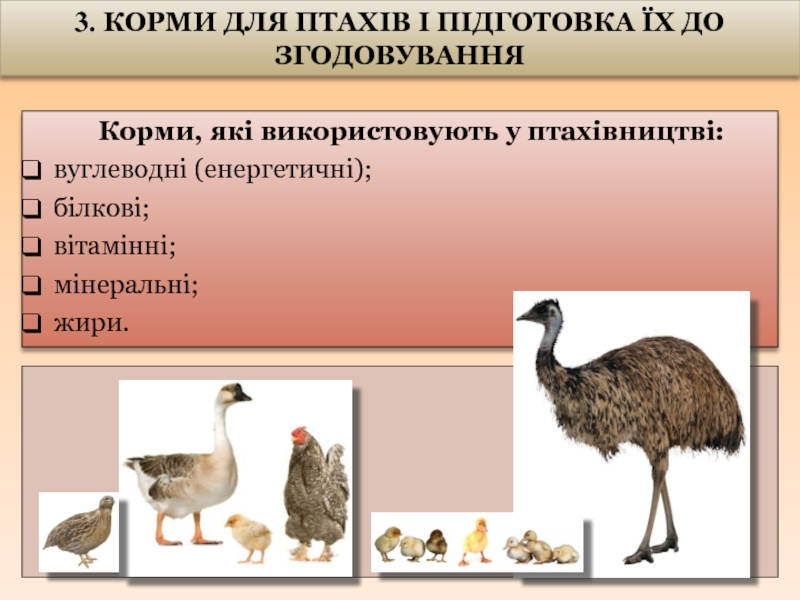 3. КОРМИ ДЛЯ ПТАХІВ І ПІДГОТОВКА ЇХ ДО
ЗГОДОВУВАННЯ
Корми, які використовують у птахівництві:
❑ вуглеводні (енергетичні);
❑ білкові;
❑ вітамінні;
❑ мінеральні;
❑ жири.